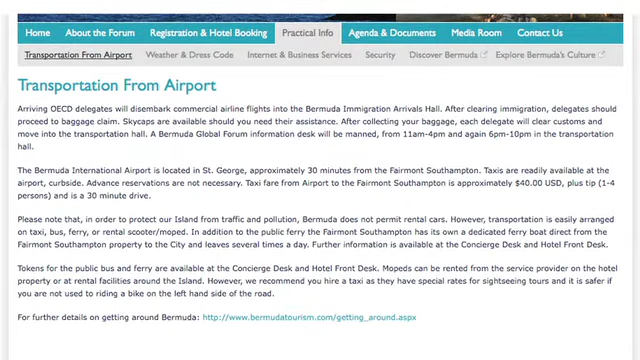 Home About the Forum Registration & Hotel Booking Practical Info Agenda & Documents Media Room Contact Us
Transportation From Airport Weather & Dress Code Internet & Business Services Security Discover Bermuda Explore Bermuda's Culture
Transportation From Airport
Arriving OECD delegates will disembark commercial airline flights into the Bermuda Immigration Arrivals Hall. After clearing immigration, delegates should
proceed to baggage claim. Skycaps are available should you need their assistance. After collecting your baggage, each delegate will clear customs and
move into the transportation hall. A Bermuda Global Forum information desk will be manned, from 11am-4pm and again 6pm-10pm in the transportation
hall.
The Bermuda International Airport is located in St. George, approximately 30 minutes from the Fairmont Southampton. Taxis are readily available at the
airport, curbside. Advance reservations are not necessary. Taxi fare from Airport to the Fairmont Southampton is approximately $40.00 USD, plus tip (1-4
persons) and is a 30 minute drive.
Please note that, in order to protect our Island from traffic and pollution, Bermuda does not permit rental cars. However, transportation is easily arranged
on taxi, bus, ferry, or rental scooter/moped. In addition to the public ferry the Fairmont Southampton has its own a dedicated ferry boat direct from the
Fairmont Southampton property to the City and leaves several times a day. Further information is available at the Concierge Desk and Hotel Front Desk.
Tokens for the public bus and ferry are available at the Concierge Desk and Hotel Front Desk. Mopeds can be rented from the service provider on the hotel
property or at rental facilities around the Island. However, we recommend you hire a taxi as they have special rates for sightseeing tours and it is safer if
you are not used to riding a bike on the left hand side of the road.
For further details on getting around Bermuda: http://www.bermudatourism.com/getting_around.aspx